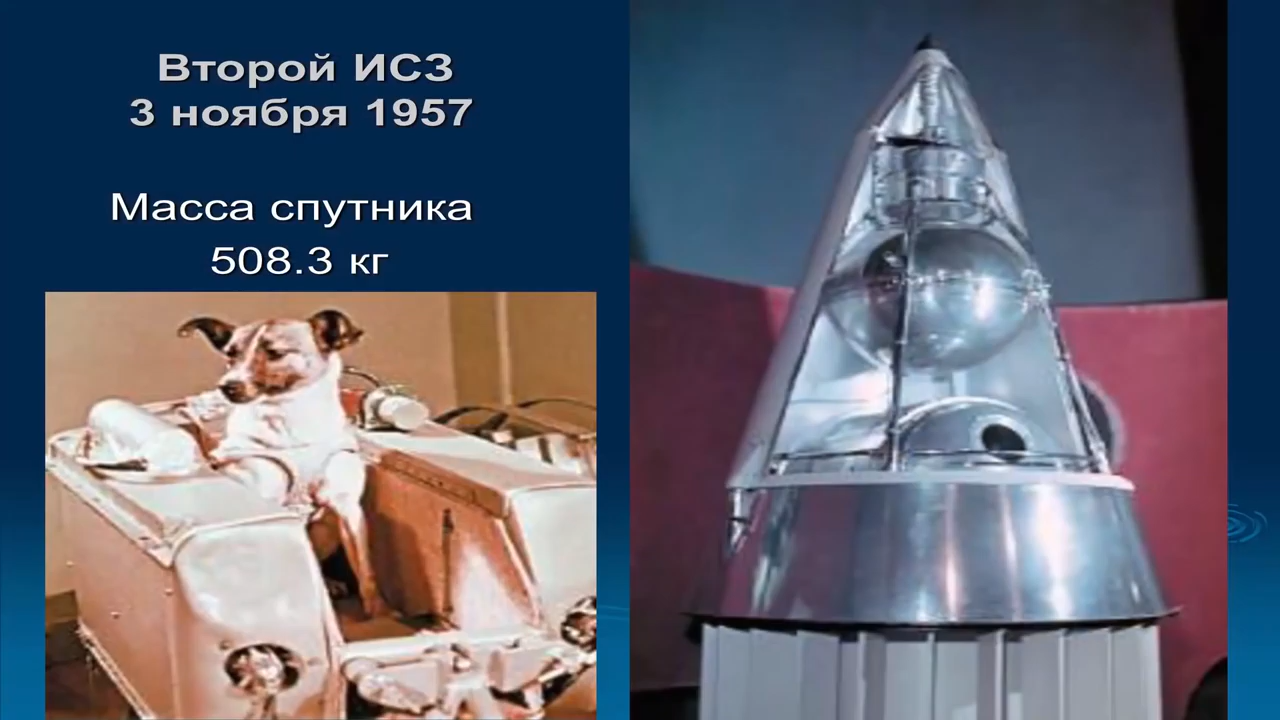 Второй ИСЗ
3 ноября 1957
Масса спутника
508.3 кг